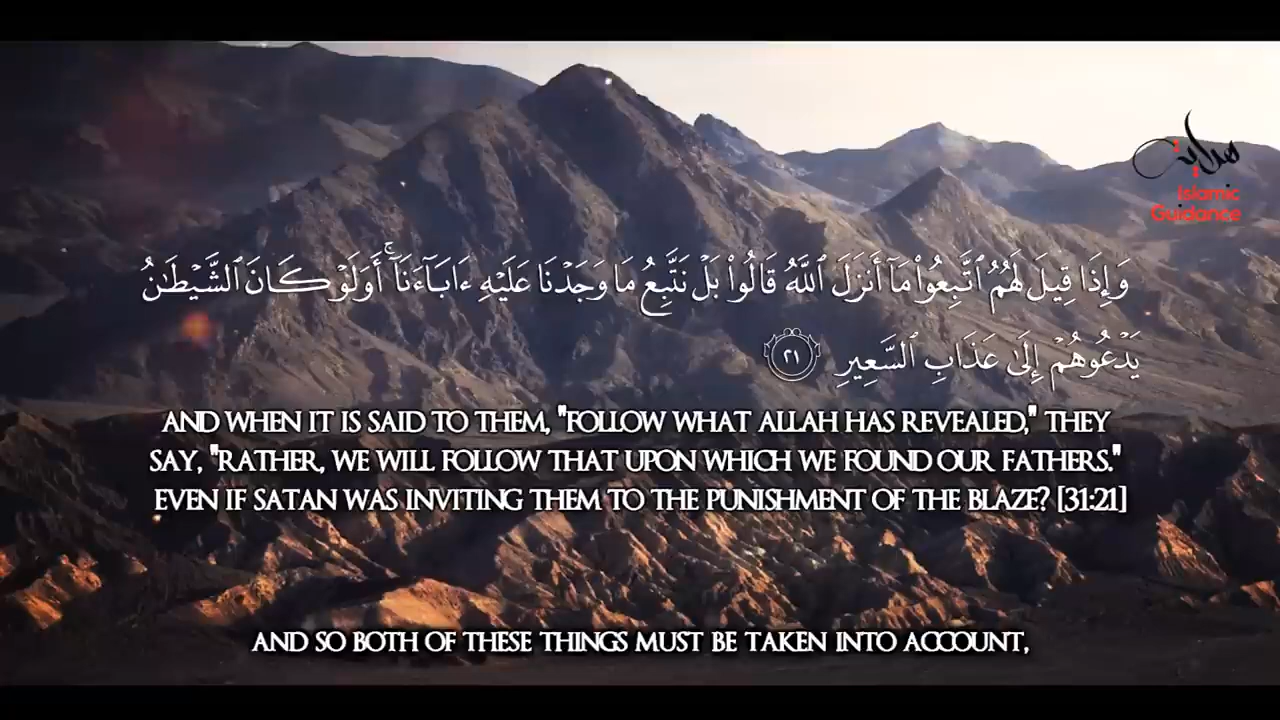 هداية
Islamic
Guidance
وَإِذَا قِيلَ لَهُمُ ٱتَّبِعُوا۟ مَآ أَنزَلَ ٱللَّهُ قَالُوا۟ بَلْ نَتَّبِعُ مَا وَجَدْنَا عَلَيْهِ ءَابَآءَنَآ ۚ أَوَلَوْ كَانَ ٱلشَّيْطَٰنُ
يَدْعُوهُمْ إِلَىٰ عَذَابِ ٱلسَّعِيرِ ٢١
AND WHEN IT IS SAID TO THEM, "FOLLOW WHAT ALLAH HAS REVEALED," THEY
SAY, "RATHER, WE WILL FOLLOW THAT UPON WHICH WE FOUND OUR FATHERS."
EVEN IF SATAN WAS INVITING THEM TO THE PUNISHMENT OF THE BLAZE? [31:21]
AND SO BOTH OF THESE THINGS MUST BE TAKEN INTO ACCOUNT,